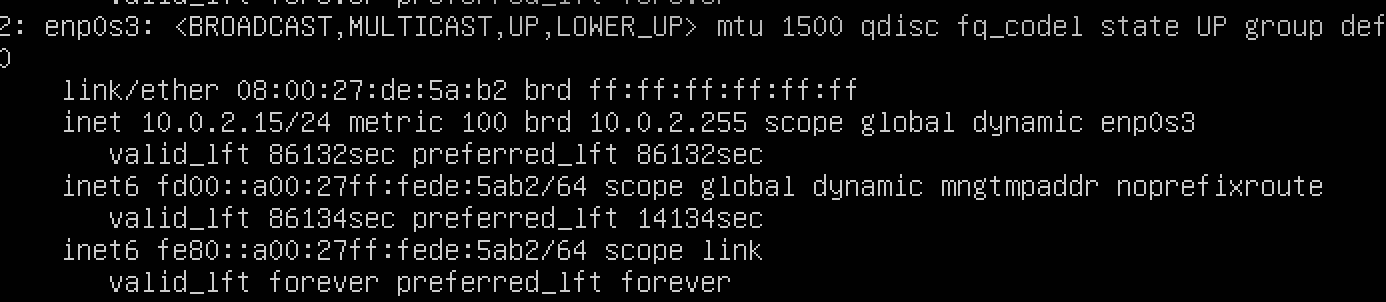 valid_lft forever preferred_lft forever
2: enp0s3: <BROADCAST,MULTICAST,UP,LOWER_UP> mtu 1500 qdisc fq_codel state UP group def
0
link/ether 08:00:27:de:5a:b2 brd ff:ff:ff:ff:ff:ff
inet 10.0.2.15/24 metric 100 brd 10.0.2.255 scope global dynamic enp0s3
valid_lft 86132sec preferred_lft 86132sec
inet6 fd00::a00:27ff:fede:5ab2/64 scope global dynamic mngtmpaddr noprefixroute
valid_lft 86134sec preferred_lft 14134sec
inet6 fe80::a00:27ff:fede:5ab2/64 scope link
valid_lft forever preferred_lft forever